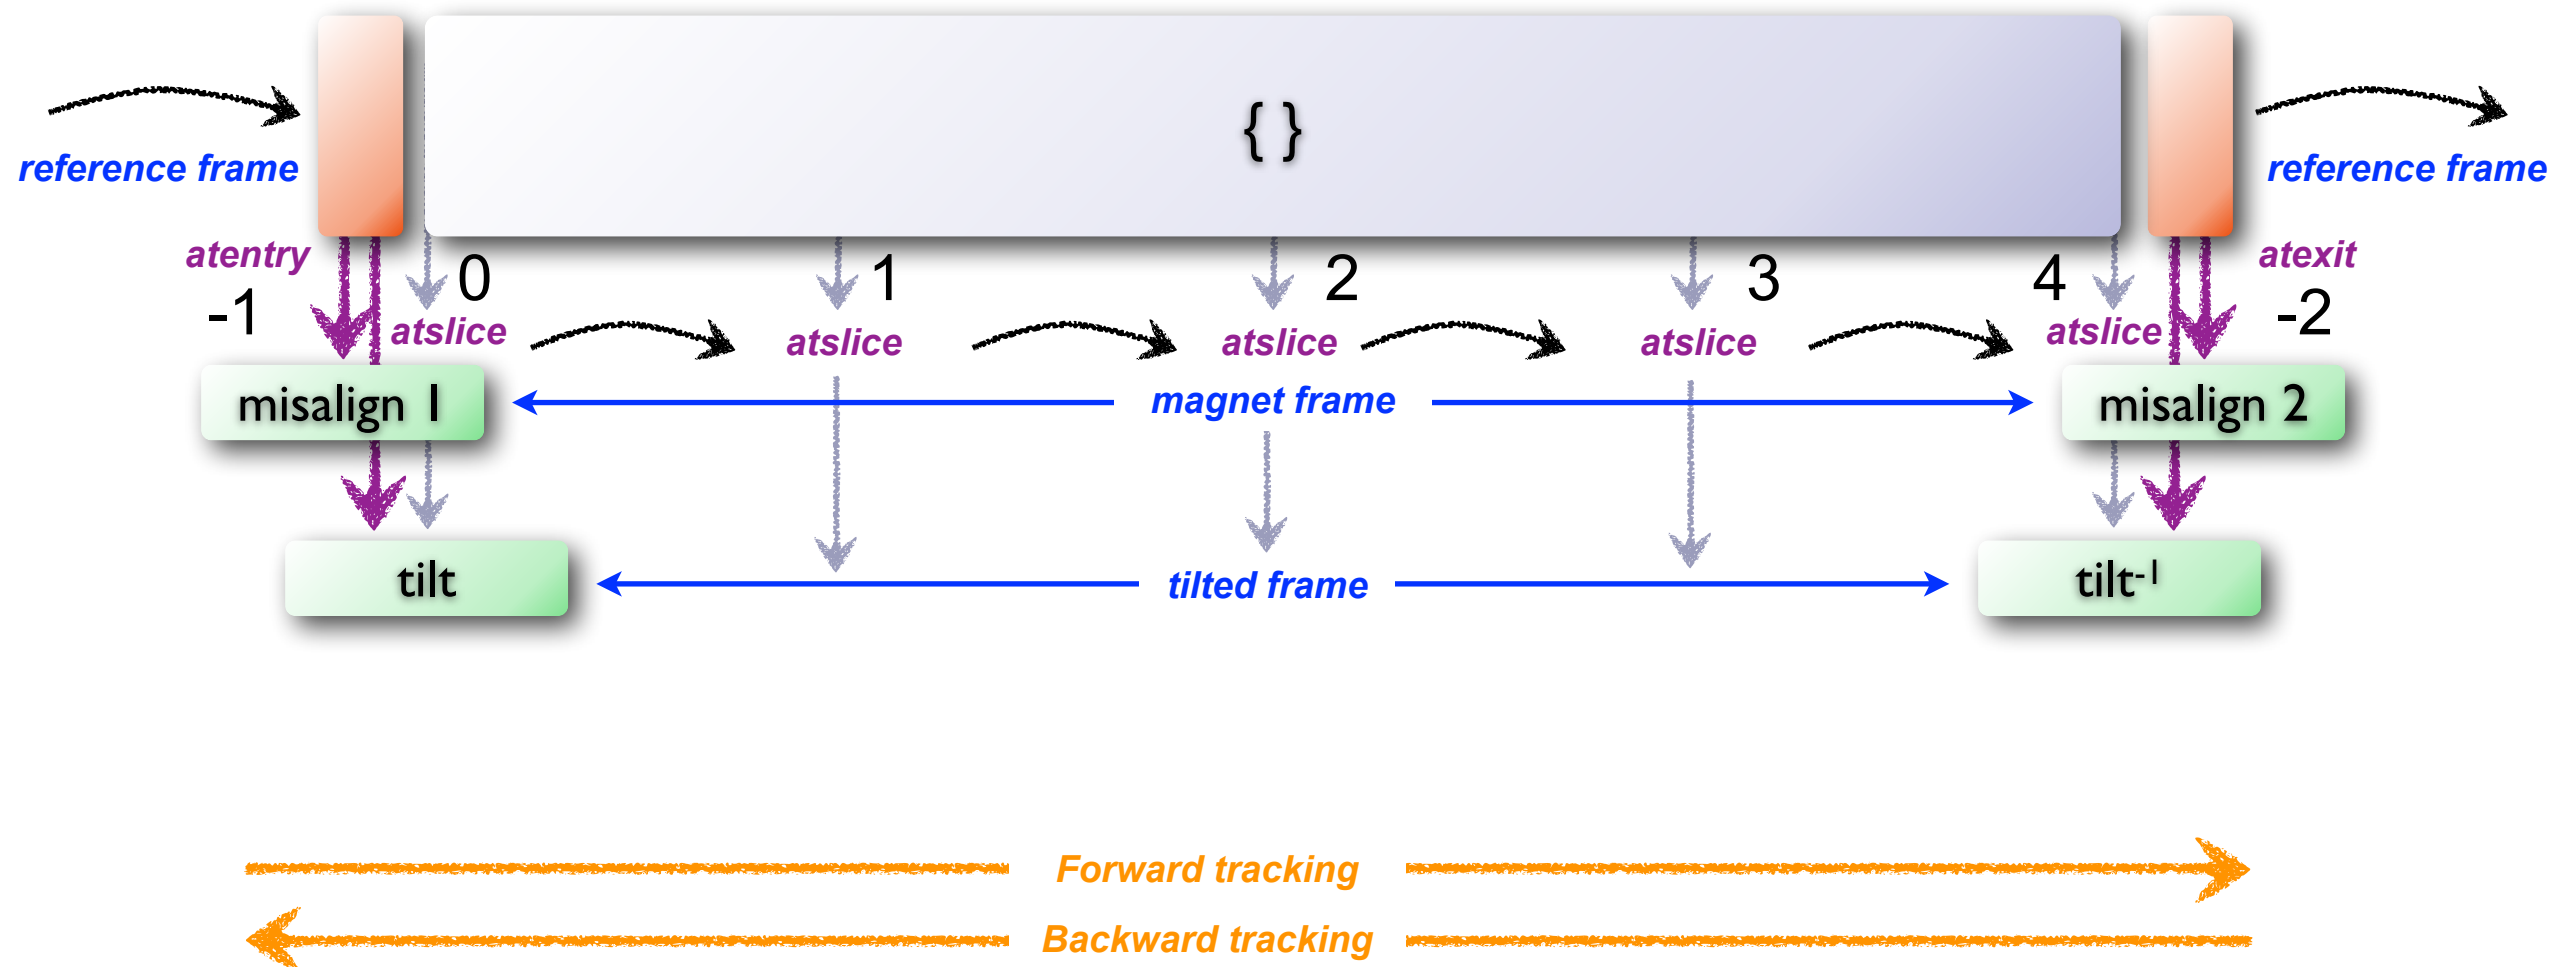 { }
reference frame
reference frame
atentry
-1
0
atslice
1
atslice
2
atslice
3
atslice
4
atslice
atexit
-2
misalign 1
magnet frame
misalign 2
tilt
tilted frame
tilt-1
Forward tracking
Backward tracking